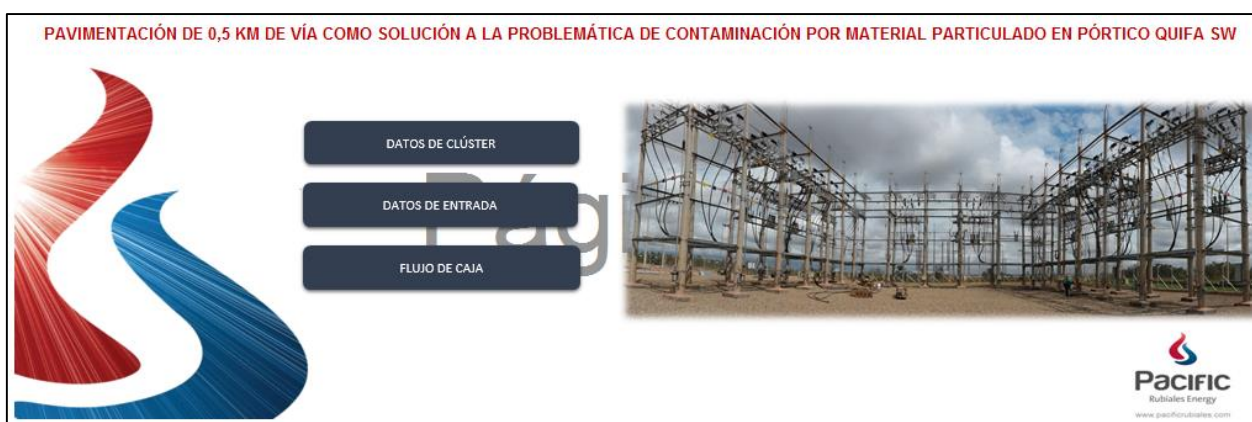 PAVIMENTACIÓN DE 0,5 KM DE VÍA COMO SOLUCIÓN A LA PROBLEMÁTICA DE CONTAMINACIÓN POR MATERIAL PARTICULADO EN PÓRTICO QUIFA SW
DATOS DE CLÚSTER
DATOS DE ENTRADA
FLUJO DE CAJA
Pacific
Rubiales Energy
www.pacificrubiales.com